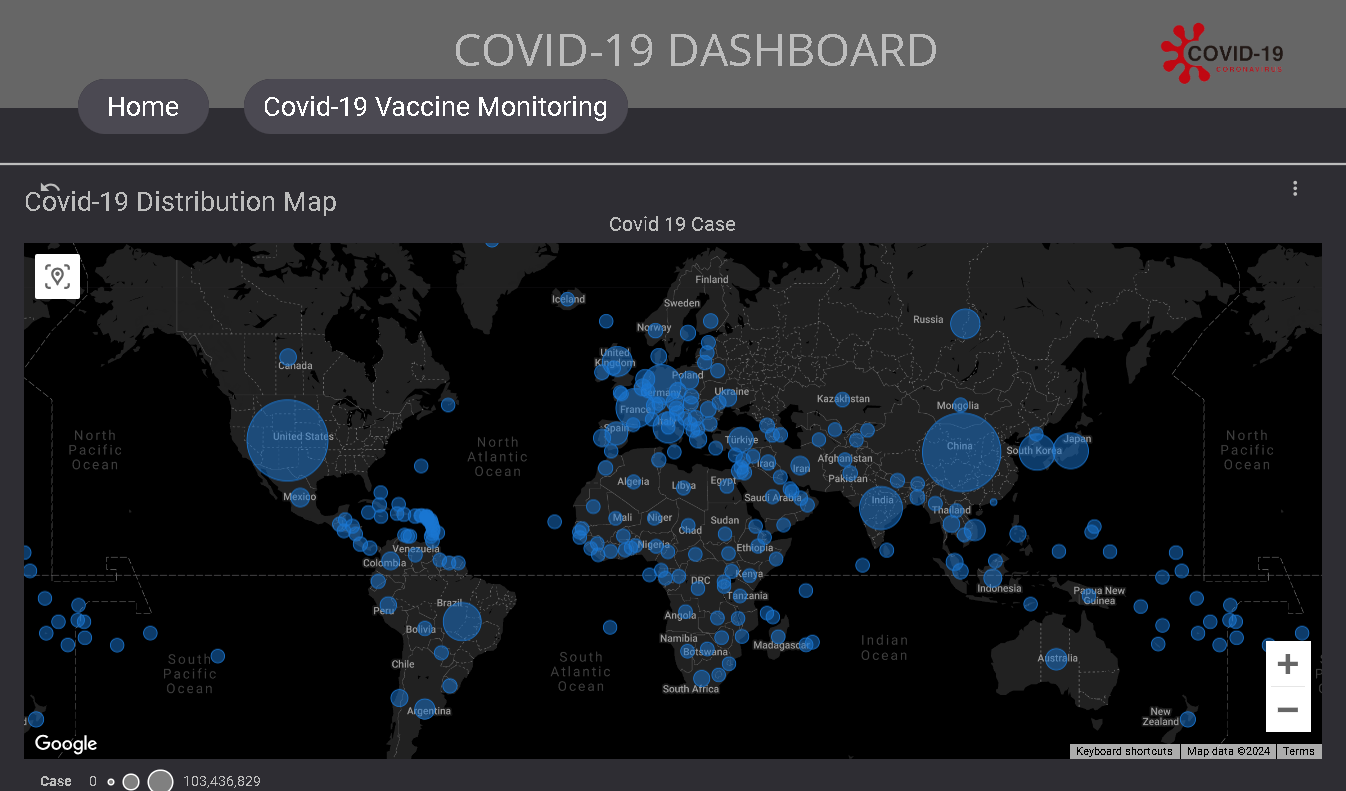 COVID-19 DASHBOARD
COVID-19
CORONAVIRUS
Home
Covid-19 Vaccine Monitoring
Covid-19 Distribution Map
Covid 19 Case
Finland
Iceland
Sweden
Russia
Norway
United
Kingdom
Canada
Poland
Germany
Ukraine
Kazakhstan
Mongolia
France
Spain
Italy
Türkiye
United States
China
Japan
South Korea
North
Pacific
Ocean
North
Atlantic
Ocean
North
Pacific
Ocean
Afghanistan
Iraq
Iran
Pakistan
Algeria
Libya
Egypt
Saudi Arabia
Mexico
India
Mali
Niger
Chad
Sudan
Thailand
Venezuela
Nigeria
Ethiopia
Colombia
DRC
Kenya
Indonesia
Papua New
Guinea
Tanzania
Peru
Brazil
Angola
Bolivia
Namibia
Botswana
Madagascar
Indian
Ocean
Chile
South
Pacific
Ocean
South
Atlantic
Ocean
Australia
South Africa
Argentina
New
Zealand
Google
Keyboard shortcuts
Map data ©2024
Terms
Case 0 103,436,829